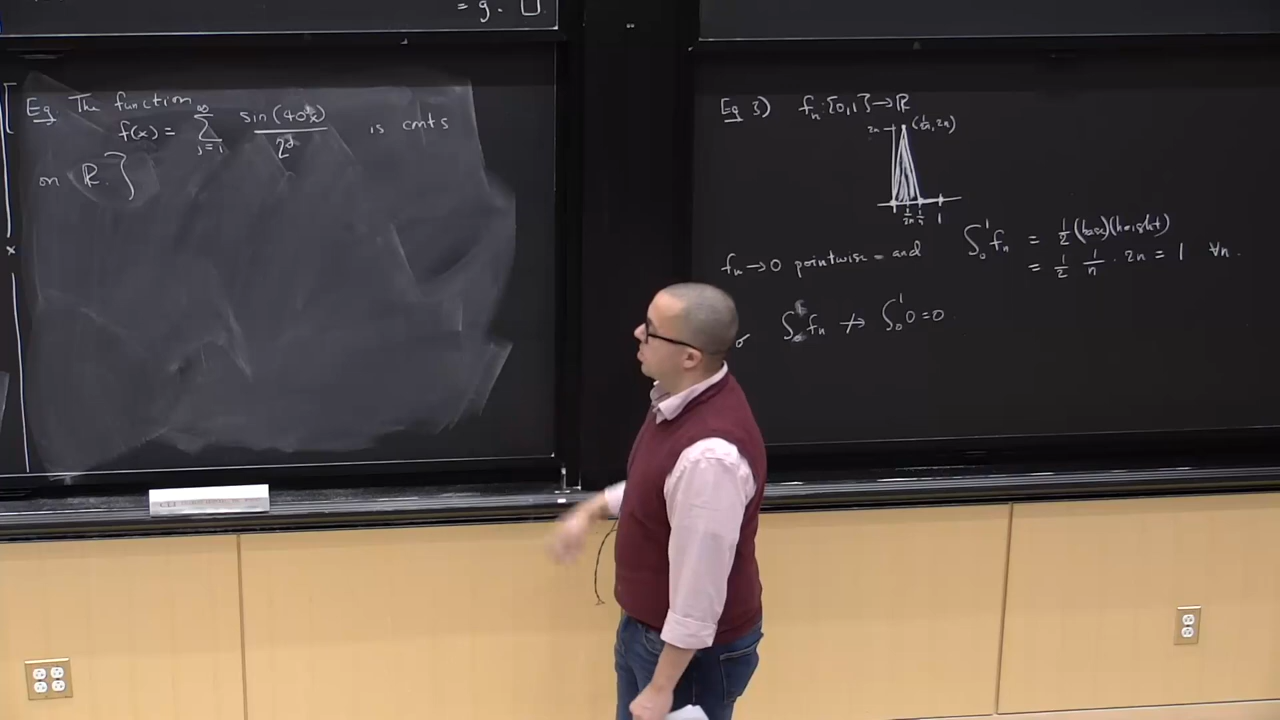 = g. □
Eg. The function
f(x) = ∑_{j=1}^∞ sin(40^j x) / 2^j is cnts
on ℝ. }
Eg 3) f_n : [0,1] → ℝ
2n (1/2n, 2n)
1/2n 1/n 1
f_n → 0 pointwise and ∫_0^1 f_n = 1/2 (base)(height)
= 1/2 1/n · 2n = 1 ∀n.
∫_0^1 f_n ↛ ∫_0^1 0 = 0